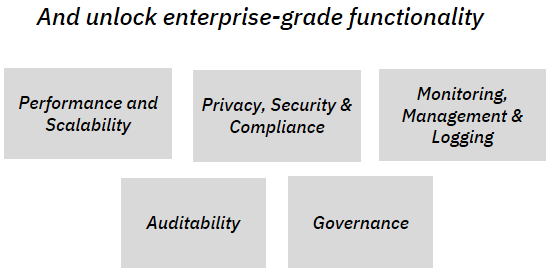 And unlock enterprise-grade functionality
Performance and
Scalability
Privacy, Security &
Compliance
Monitoring,
Management &
Logging
Auditability
Governance